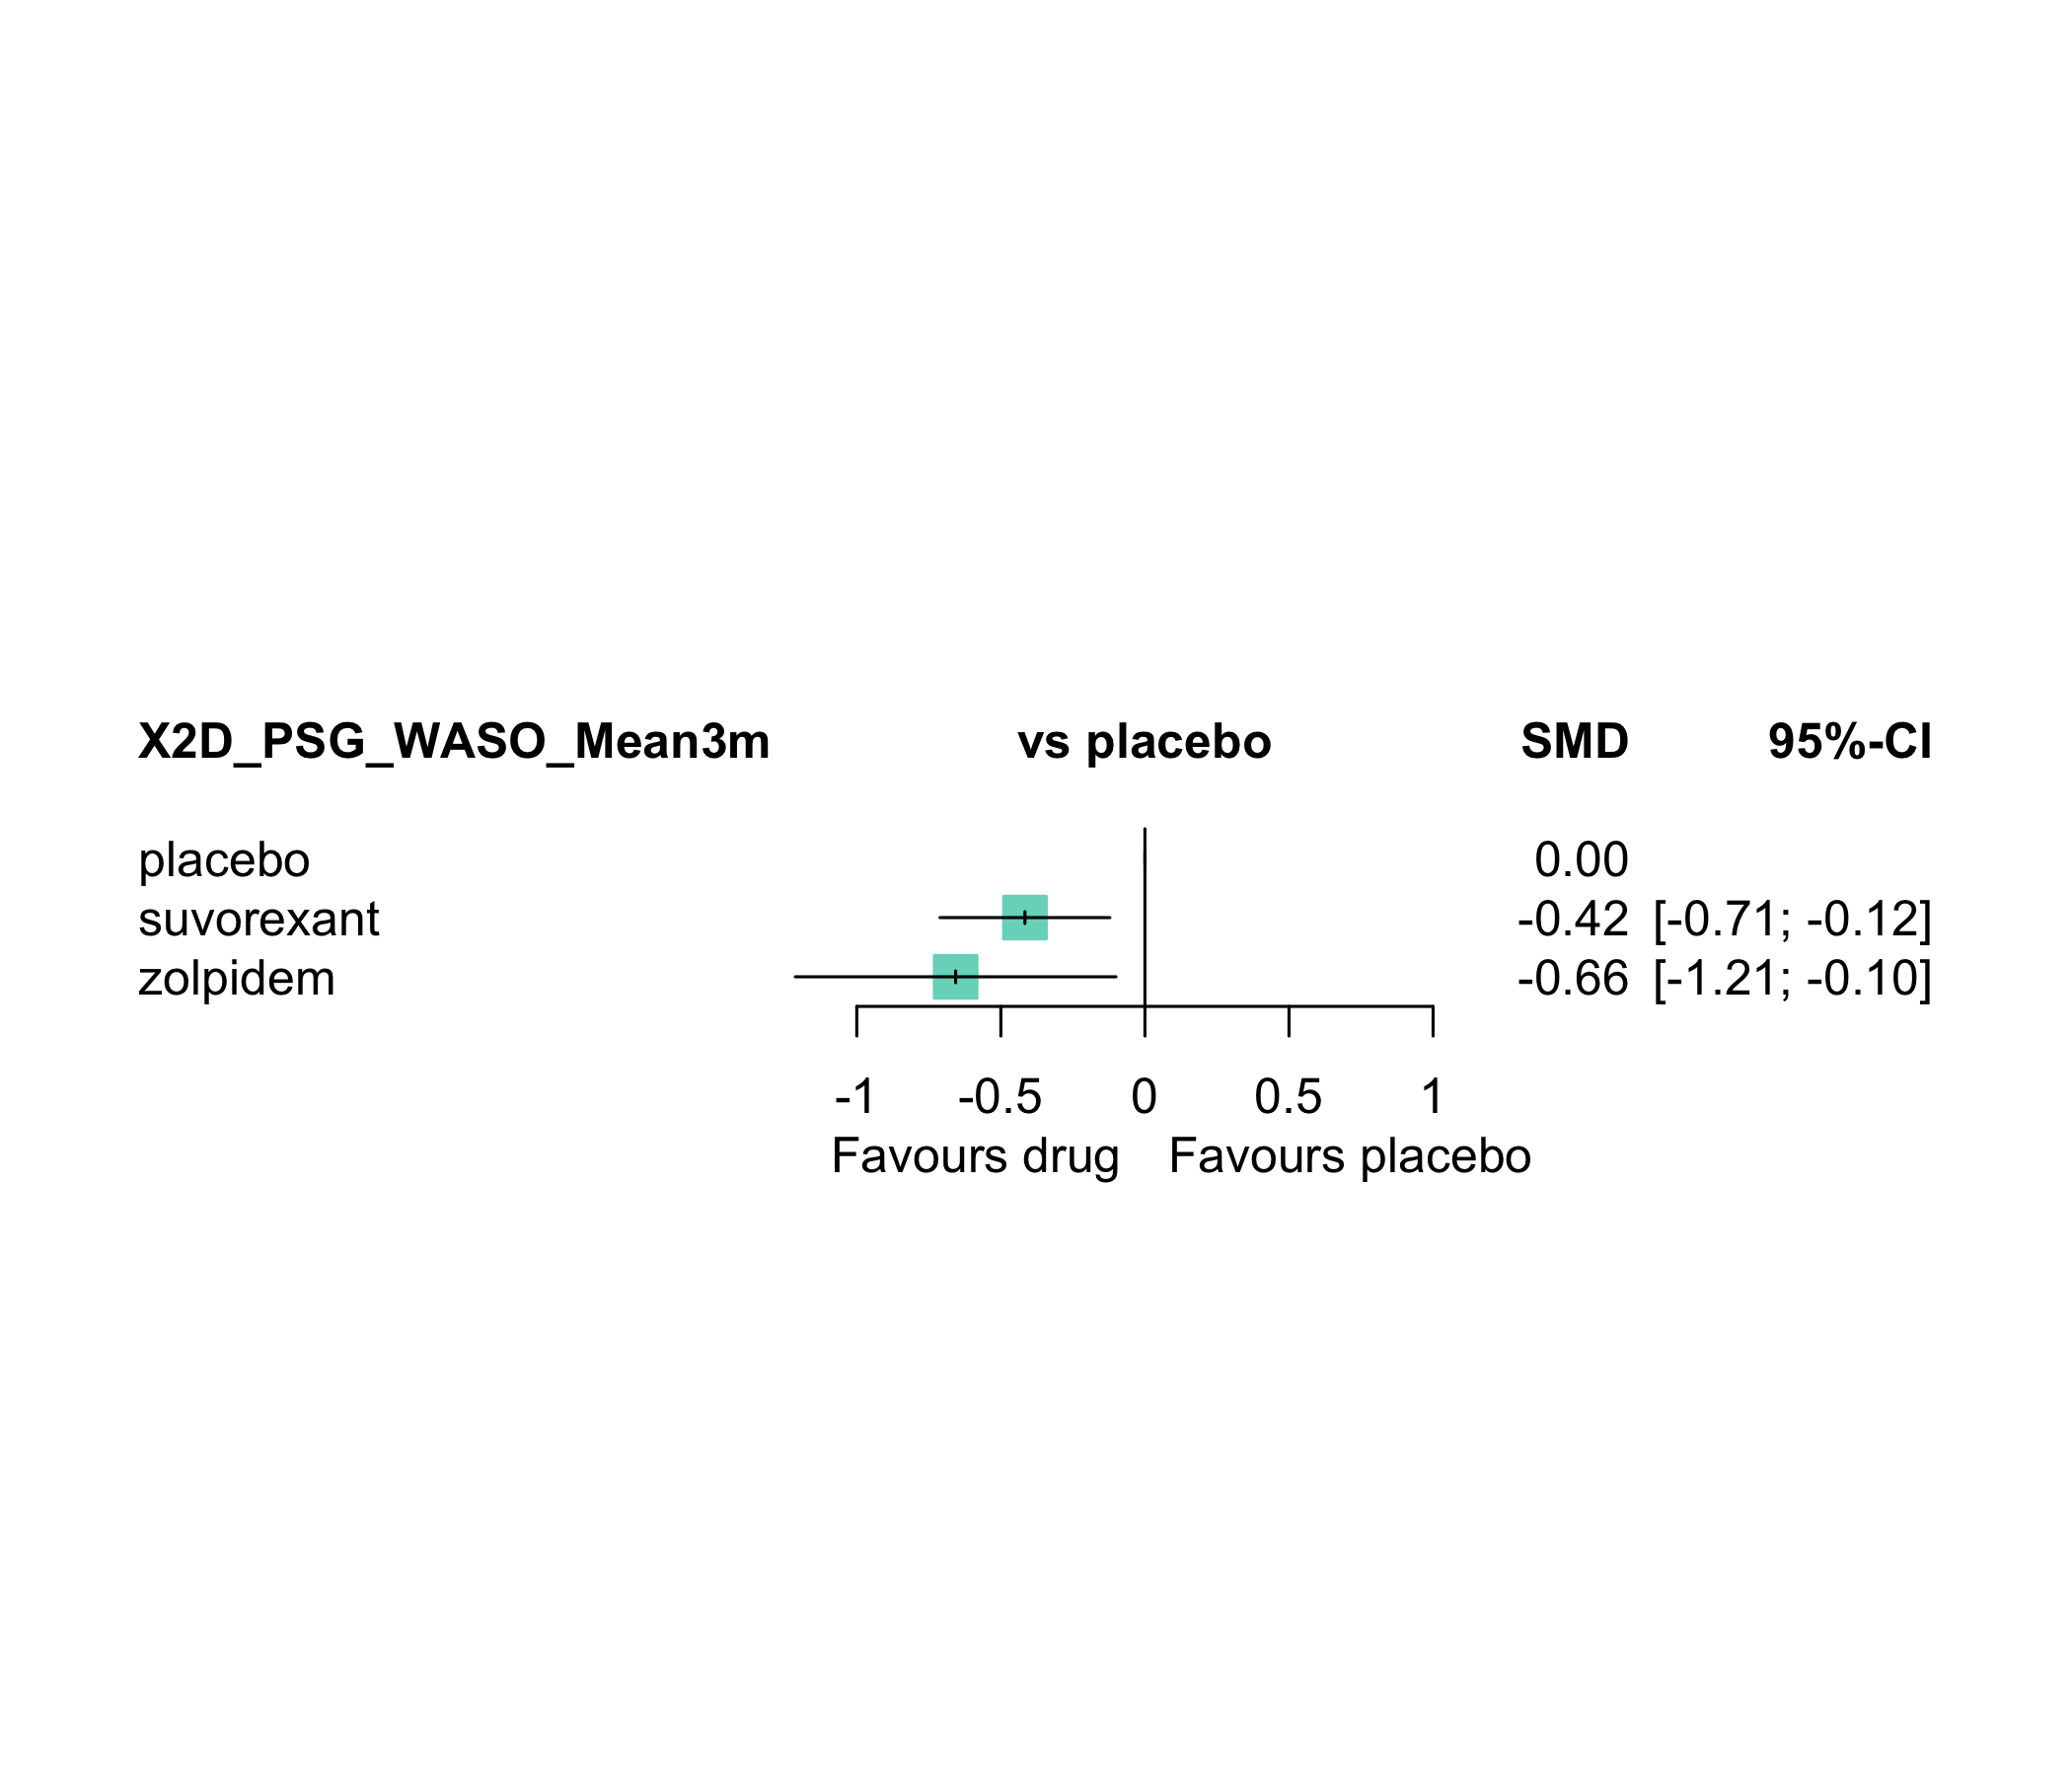 X2D_PSG_WASO_Mean3m vs placebo SMD 95%-CI
placebo 0.00
suvorexant -0.42 [-0.71; -0.12]
zolpidem -0.66 [-1.21; -0.10]
-1 -0.5 0 0.5 1
Favours drug Favours placebo